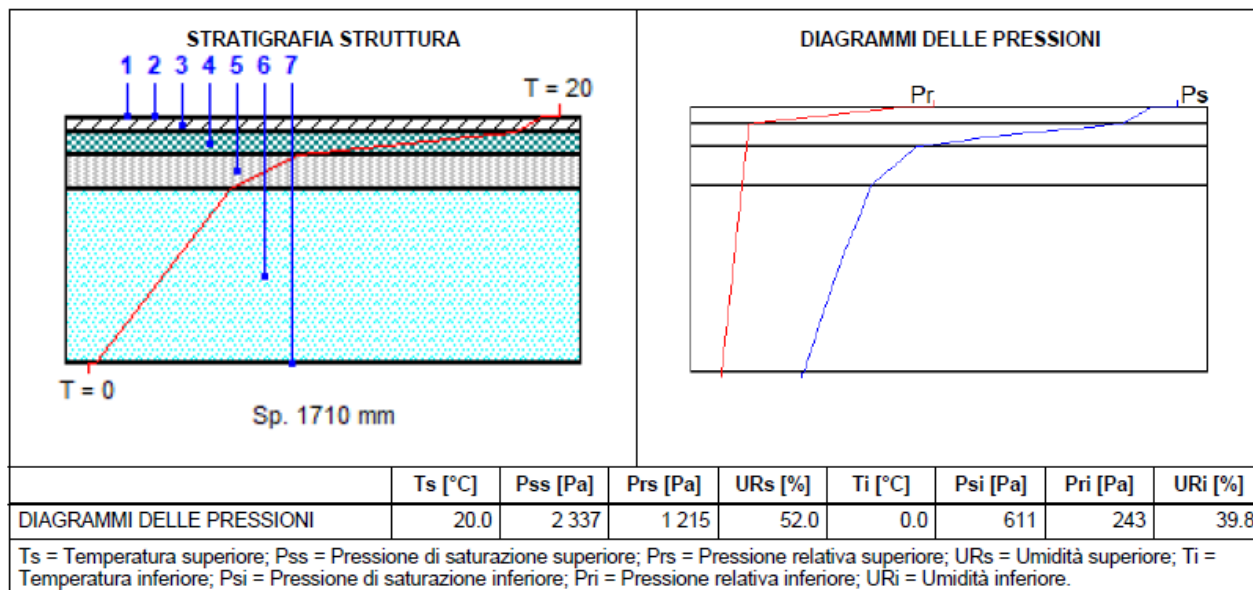 STRATIGRAFIA STRUTTURA
1 2 3 4 5 6 7
T = 20
T = 0
Sp. 1710 mm
DIAGRAMMI DELLE PRESSIONI
Pr
Ps
Ts [°C] Pss [Pa] Prs [Pa] URs [%] Ti [°C] Psi [Pa] Pri [Pa] URi [%]
DIAGRAMMI DELLE PRESSIONI 20.0 2 337 1 215 52.0 0.0 611 243 39.8
Ts = Temperatura superiore; Pss = Pressione di saturazione superiore; Prs = Pressione relativa superiore; URs = Umidità superiore; Ti =
Temperatura inferiore; Psi = Pressione di saturazione inferiore; Pri = Pressione relativa inferiore; URi = Umidità inferiore.